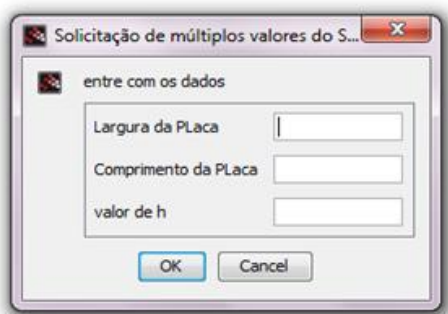 Solicitação de múltiplos valores do S...
entre com os dados
Largura da PLaca
Comprimento da PLaca
valor de h
OK Cancel